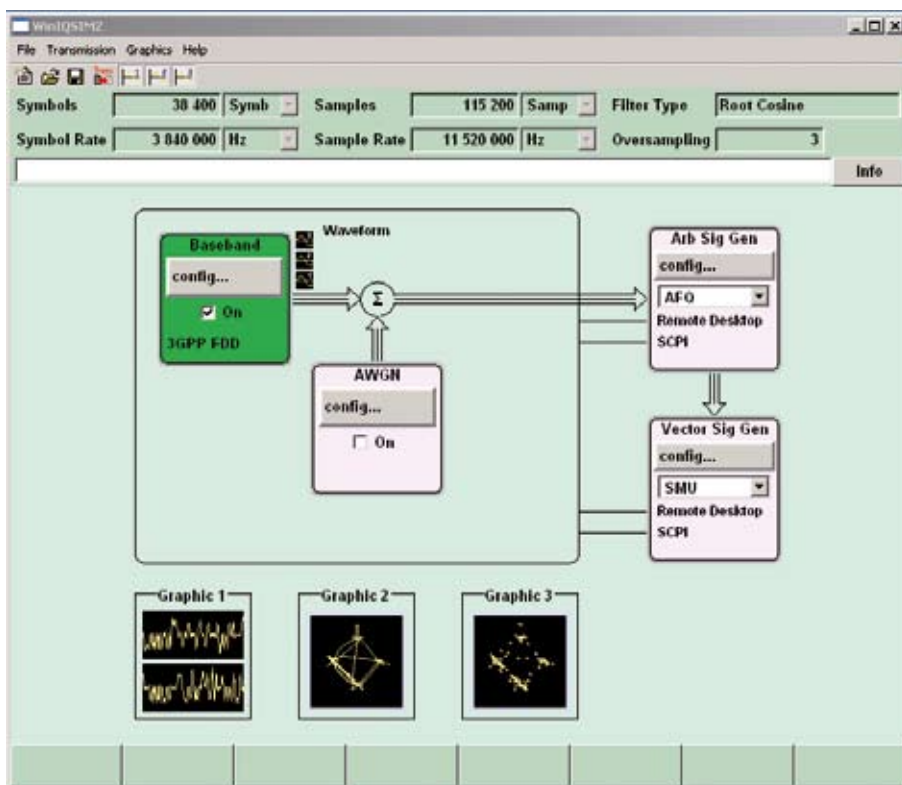 WinIQSIM2
File Transmission Graphics Help
Symbols 38 400 Symb Samples 115 200 Samp Filter Type Root Cosine
Symbol Rate 3 840 000 Hz Sample Rate 11 520 000 Hz Oversampling 3
Info
Baseband
config...
On
3GPP FDD
Waveform
Σ
AWGN
config...
On
Arb Sig Gen
config...
AFQ
Remote Desktop
SCPI
Vector Sig Gen
config...
SMU
Remote Desktop
SCPI
Graphic 1
Graphic 2
Graphic 3